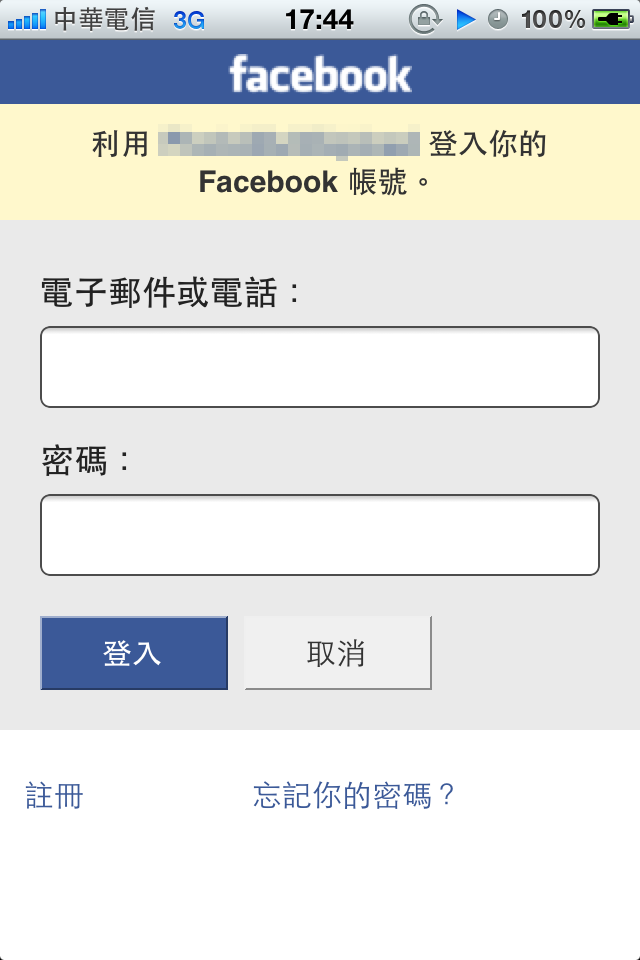 中華電信 3G 17:44 100%
facebook
利用 登入你的
Facebook 帳號。
電子郵件或電話：
密碼：
登入 取消
註冊 忘記你的密碼？